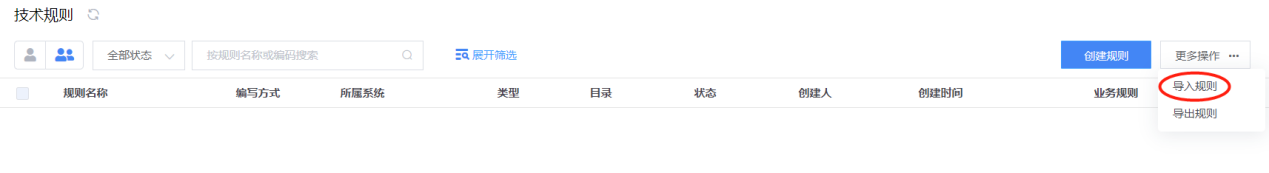 技术规则
全部状态 按规则名称或编码搜索 展开筛选 创建规则 更多操作 ···
规则名称 编写方式 所属系统 类型 目录 状态 创建人 创建时间 业务规则
导入规则
导出规则